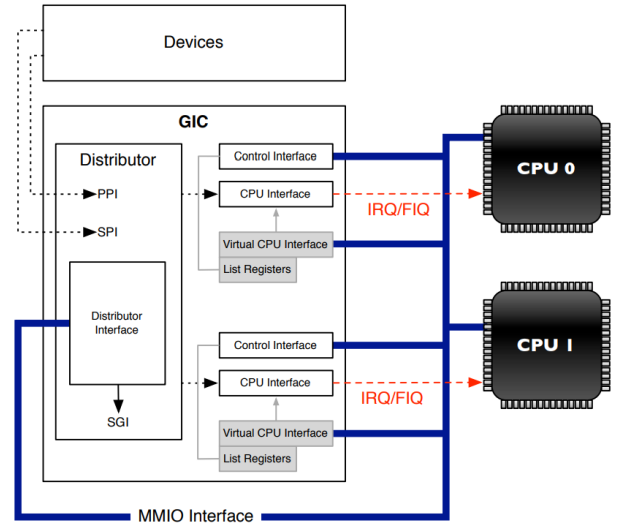 Devices
GIC
Distributor
PPI
SPI
Distributor
Interface
SGI
Control Interface
CPU Interface
Virtual CPU Interface
List Registers
IRQ/FIQ
CPU 0
Control Interface
CPU Interface
Virtual CPU Interface
List Registers
IRQ/FIQ
CPU I
MMIO Interface